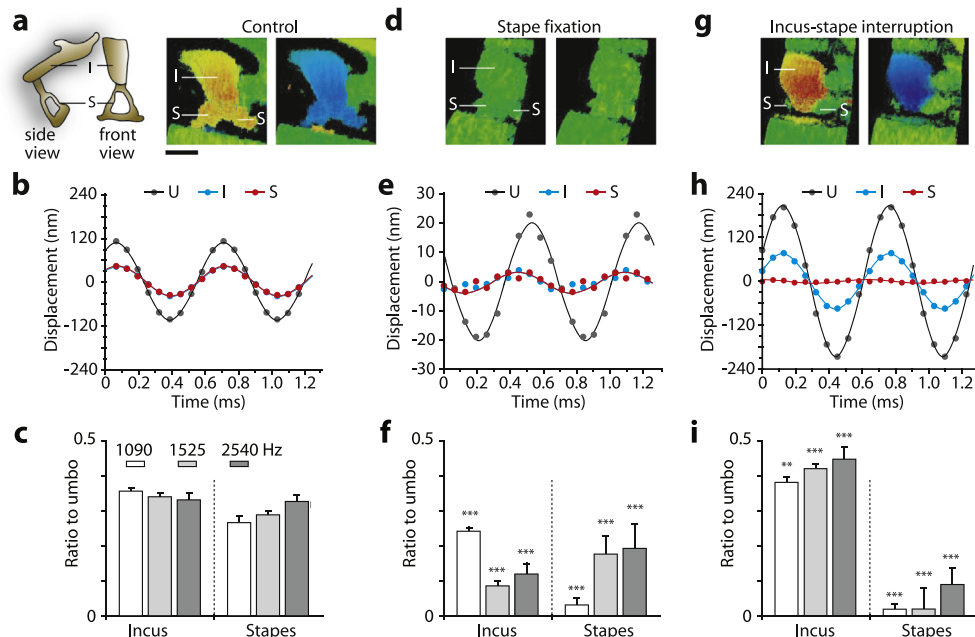 a
Control
I
S
side view
front view
I
S
S
d
Stape fixation
I
S
S
g
Incus-stape interruption
I
S
S
b
U I S
Displacement (nm)
240
120
0
-120
-240
0 0.2 0.4 0.6 0.8 1.0 1.2
Time (ms)
e
U I S
Displacement (nm)
30
20
10
0
-10
-20
-30
0 0.2 0.4 0.6 0.8 1.0 1.2
Time (ms)
h
U I S
Displacement (nm)
240
120
0
-120
-240
0 0.2 0.4 0.6 0.8 1.0 1.2
Time (ms)
c
Ratio to umbo
0.5
0
1090 1525 2540 Hz
Incus Stapes
f
Ratio to umbo
0.5
0
*** *** *** *** *** ***
Incus Stapes
i
Ratio to umbo
0.5
0
** *** *** *** *** ***
Incus Stapes